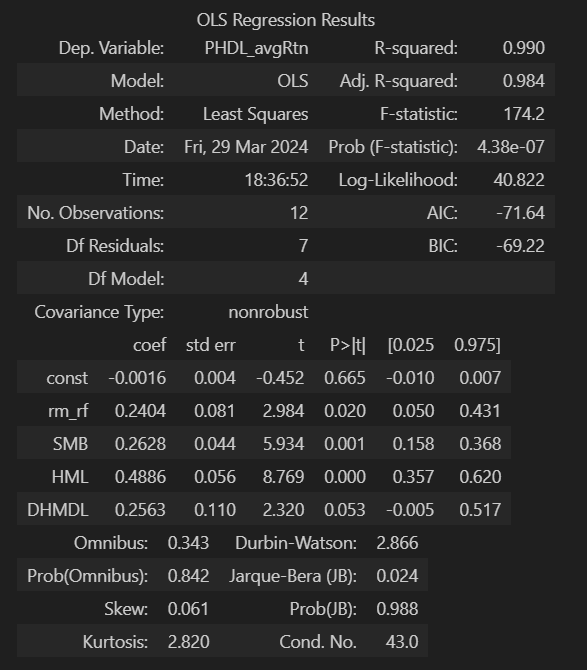 OLS Regression Results
Dep. Variable: PHDL_avgRtn R-squared: 0.990
Model: OLS Adj. R-squared: 0.984
Method: Least Squares F-statistic: 174.2
Date: Fri, 29 Mar 2024 Prob (F-statistic): 4.38e-07
Time: 18:36:52 Log-Likelihood: 40.822
No. Observations: 12 AIC: -71.64
Df Residuals: 7 BIC: -69.22
Df Model: 4
Covariance Type: nonrobust
coef std err t P>|t| [0.025 0.975]
const -0.0016 0.004 -0.452 0.665 -0.010 0.007
rm_rf 0.2404 0.081 2.984 0.020 0.050 0.431
SMB 0.2628 0.044 5.934 0.001 0.158 0.368
HML 0.4886 0.056 8.769 0.000 0.357 0.620
DHMDL 0.2563 0.110 2.320 0.053 -0.005 0.517
Omnibus: 0.343 Durbin-Watson: 2.866
Prob(Omnibus): 0.842 Jarque-Bera (JB): 0.024
Skew: 0.061 Prob(JB): 0.988
Kurtosis: 2.820 Cond. No. 43.0